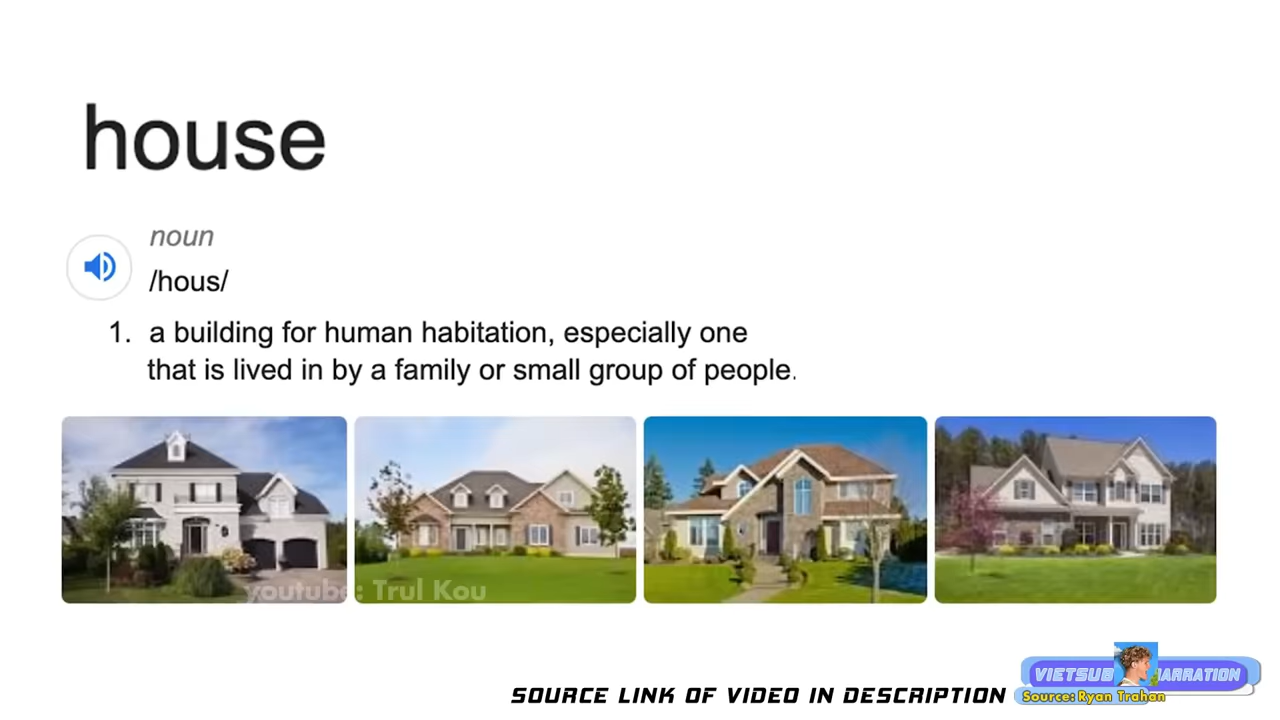 house
noun
/hous/
1. a building for human habitation, especially one
that is lived in by a family or small group of people.
youtube: Trul Kou
VIETSUB NARRATION
SOURCE LINK OF VIDEO IN DESCRIPTION
Source: Ryan Trahan